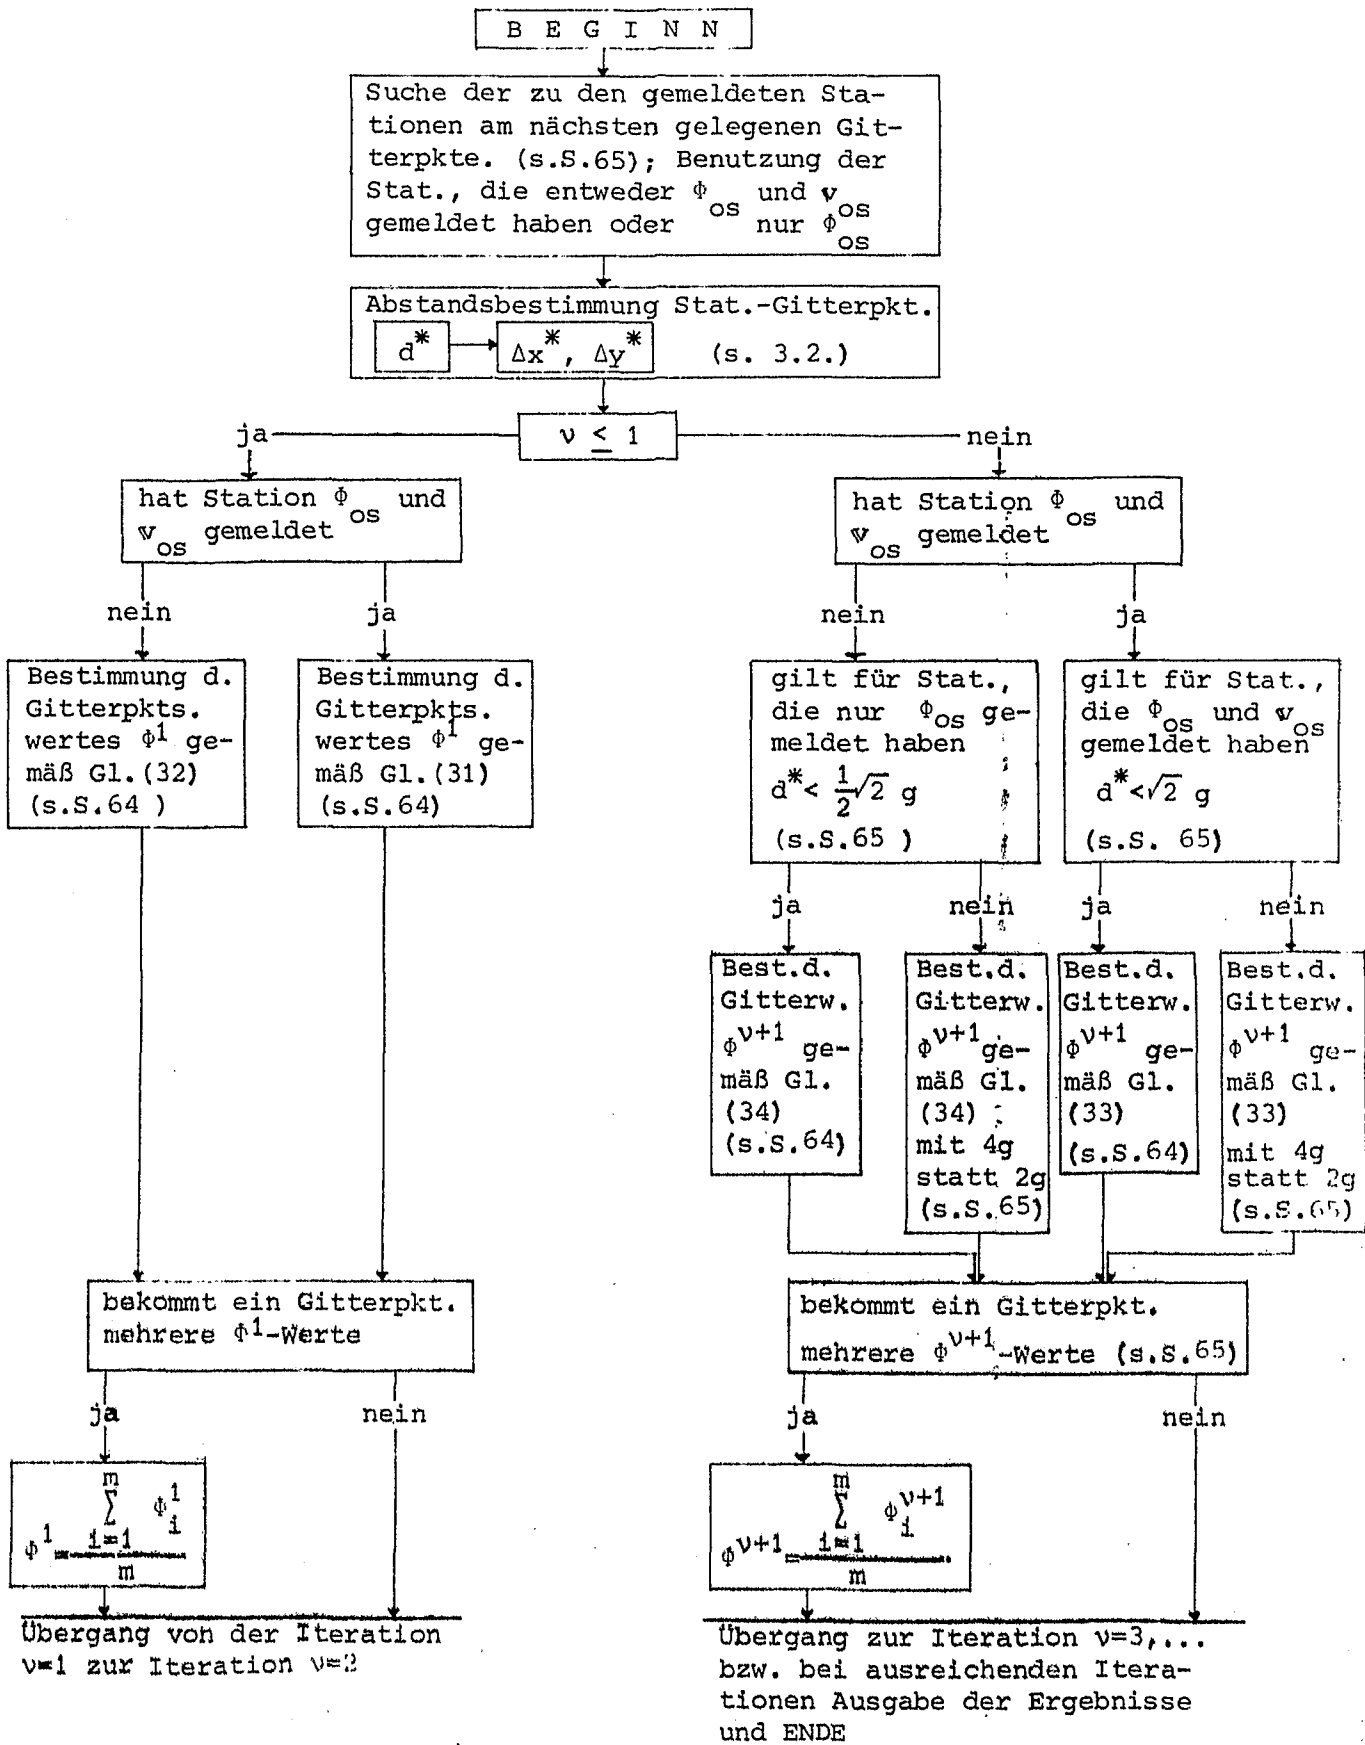 B E G I N N
Suche der zu den gemeldeten Sta-
tionen am nächsten gelegenen Git-
terpkte. (s.S.65); Benutzung der
Stat., die entweder Φos und vos
gemeldet haben oder nur Φos
Abstandsbestimmung Stat.-Gitterpkt.
d* Δx*, Δy* (s. 3.2.)
ja ν ≤ 1 nein
hat Station Φos und
vos gemeldet
nein ja
Bestimmung d.
Gitterpkts.
wertes Φ¹ ge-
mäß Gl.(32)
(s.S.64 )
Bestimmung d.
Gitterpkts.
wertes Φ¹ ge-
mäß Gl.(31)
(s.S.64)
bekommt ein Gitterpkt.
mehrere Φ¹-Werte
ja nein
Φ¹ = ∑ i=1 m Φi¹ / m
Übergang von der Iteration
ν=1 zur Iteration ν=2
hat Station Φos und
vos gemeldet
nein ja
gilt für Stat.,
die nur Φos ge-
meldet haben
d*< 1/2√2 g
(s.S.65 )
gilt für Stat.,
die Φos und vos
gemeldet haben
d*<√2 g
(s.S. 65)
ja nein ja nein
Best.d.
Gitterw.
Φν+1 ge-
mäß Gl.
(34)
(s.S.64)
Best.d.
Gitterw.
Φν+1 ge-
mäß Gl.
(34)
mit 4g
statt 2g
(s.S.65)
Best.d.
Gitterw.
Φν+1 ge-
mäß Gl.
(33)
(s.S.64)
Best.d.
Gitterw.
Φν+1 ge-
mäß Gl.
(33)
mit 4g
statt 2g
(s.S.65)
bekommt ein Gitterpkt.
mehrere Φν+1-Werte (s.S.65)
ja nein
Φν+1 = ∑ i=1 m Φiν+1 / m
Übergang zur Iteration ν=3,...
bzw. bei ausreichenden Itera-
tionen Ausgabe der Ergebnisse
und ENDE